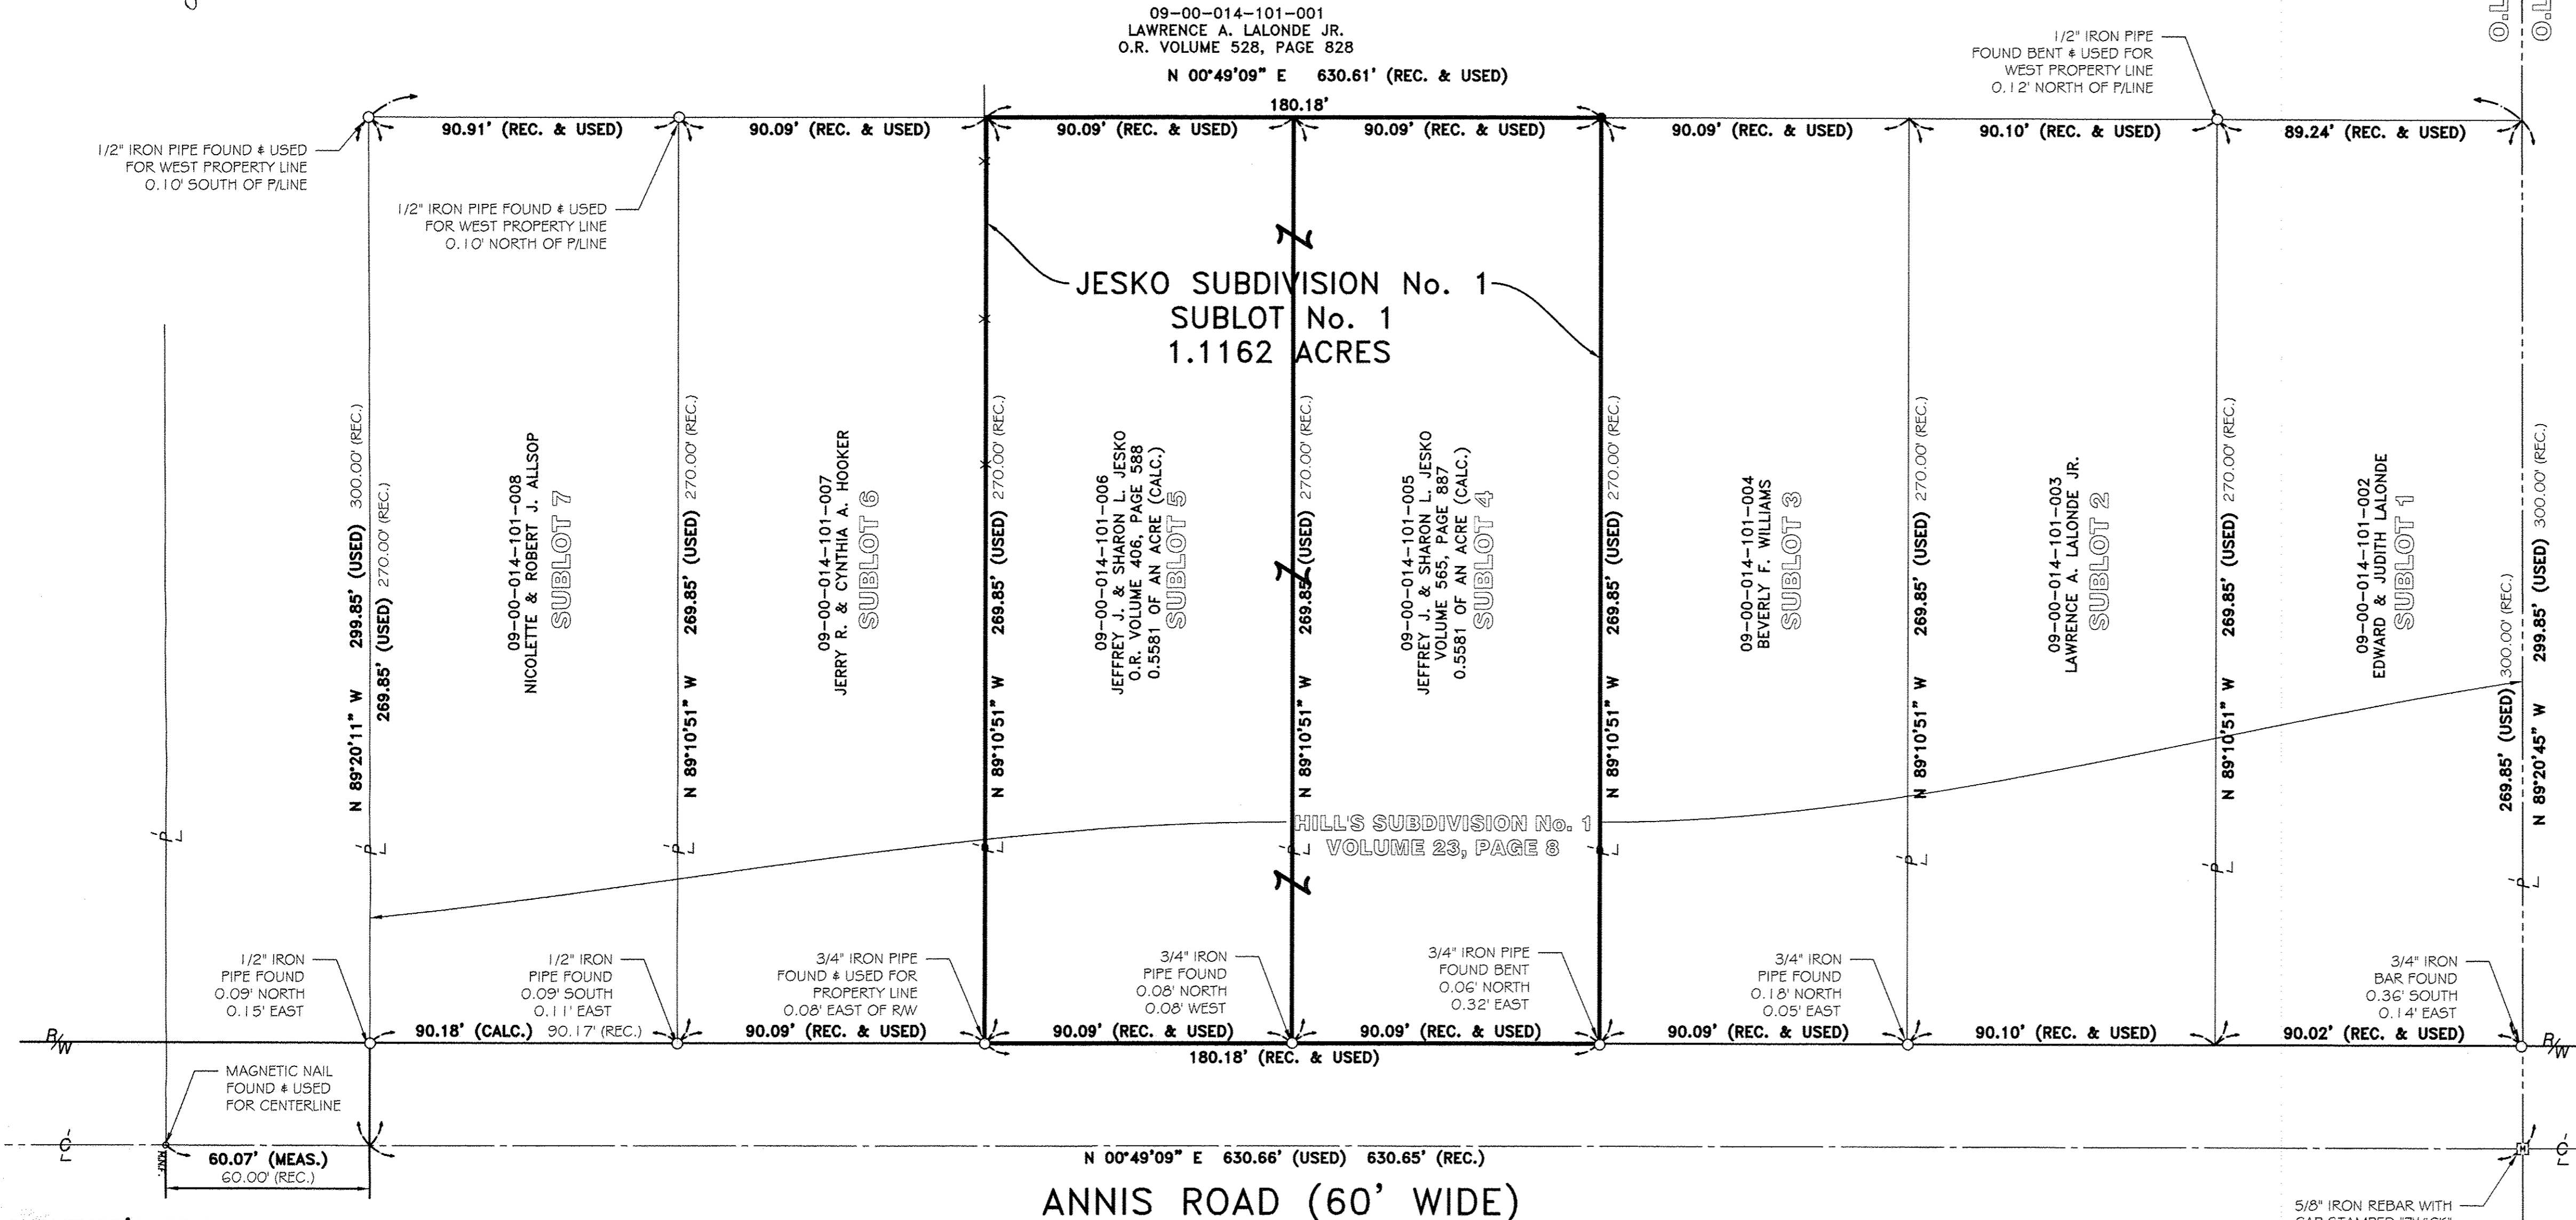 09-00-014-101-001
LAWRENCE A. LALONDE JR.
O.R. VOLUME 528, PAGE 828
N 00°49'09" E 630.61' (REC. & USED)
180.18'
1/2" IRON PIPE
FOUND BENT & USED FOR
WEST PROPERTY LINE
0.12' NORTH OF P/LINE
O.L
O.L
90.91' (REC. & USED)
90.09' (REC. & USED)
90.09' (REC. & USED)
90.09' (REC. & USED)
90.09' (REC. & USED)
90.10' (REC. & USED)
89.24' (REC. & USED)
1/2" IRON PIPE FOUND & USED
FOR WEST PROPERTY LINE
0.10' SOUTH OF P/LINE
1/2" IRON PIPE FOUND & USED
FOR WEST PROPERTY LINE
0.10' NORTH OF P/LINE
JESKO SUBDIVISION No. 1
SUBLOT No. 1
1.1162 ACRES
N 89°20'11" W 299.85' (USED) 300.00' (REC.)
269.85' (USED) 270.00' (REC.)
09-00-014-101-008
NICOLETTE & ROBERT J. ALLSOP
SUBLOT 7
N 89°10'51" W 269.85' (USED) 270.00' (REC.)
09-00-014-101-007
JERRY R. & CYNTHIA A. HOOKER
SUBLOT 6
N 89°10'51" W 269.85' (USED) 270.00' (REC.)
09-00-014-101-006
JEFFREY J. & SHARON L. JESKO
O.R. VOLUME 406, PAGE 588
0.5581 OF AN ACRE (CALC.)
SUBLOT 5
N 89°10'51" W 269.85' (USED) 270.00' (REC.)
09-00-014-101-005
JEFFREY J. & SHARON L. JESKO
VOLUME 565, PAGE 887
0.5581 OF AN ACRE (CALC.)
SUBLOT 4
N 89°10'51" W 269.85' (USED) 270.00' (REC.)
09-00-014-101-004
BEVERLY F. WILLIAMS
SUBLOT 3
N 89°10'51" W 269.85' (USED) 270.00' (REC.)
09-00-014-101-003
LAWRENCE A. LALONDE JR.
SUBLOT 2
N 89°10'51" W 269.85' (USED) 270.00' (REC.)
09-00-014-101-002
EDWARD & JUDITH LALONDE
SUBLOT 1
269.85' (USED) 300.00' (REC.)
N 89°20'45" W 299.85' (USED) 300.00' (REC.)
HILL'S SUBDIVISION No. 1
VOLUME 23, PAGE 8
PL
PL
PL
PL
PL
PL
PL
PL
PL
1/2" IRON
PIPE FOUND
0.09' NORTH
0.15' EAST
1/2" IRON
PIPE FOUND
0.09' SOUTH
0.11' EAST
3/4" IRON PIPE
FOUND & USED FOR
PROPERTY LINE
0.08' EAST OF R/W
3/4" IRON
PIPE FOUND
0.08' NORTH
0.08' WEST
3/4" IRON PIPE
FOUND BENT
0.06' NORTH
0.32' EAST
3/4" IRON
PIPE FOUND
0.18' NORTH
0.05' EAST
3/4" IRON
BAR FOUND
0.36' SOUTH
0.14' EAST
R/W
90.18' (CALC.) 90.17' (REC.)
90.09' (REC. & USED)
90.09' (REC. & USED)
90.09' (REC. & USED)
90.09' (REC. & USED)
90.10' (REC. & USED)
90.02' (REC. & USED)
R/W
180.18' (REC. & USED)
MAGNETIC NAIL
FOUND & USED
FOR CENTERLINE
CL
60.07' (MEAS.)
60.00' (REC.)
N 00°49'09" E 630.66' (USED) 630.65' (REC.)
M
CL
ANNIS ROAD (60' WIDE)
5/8" IRON REBAR WITH